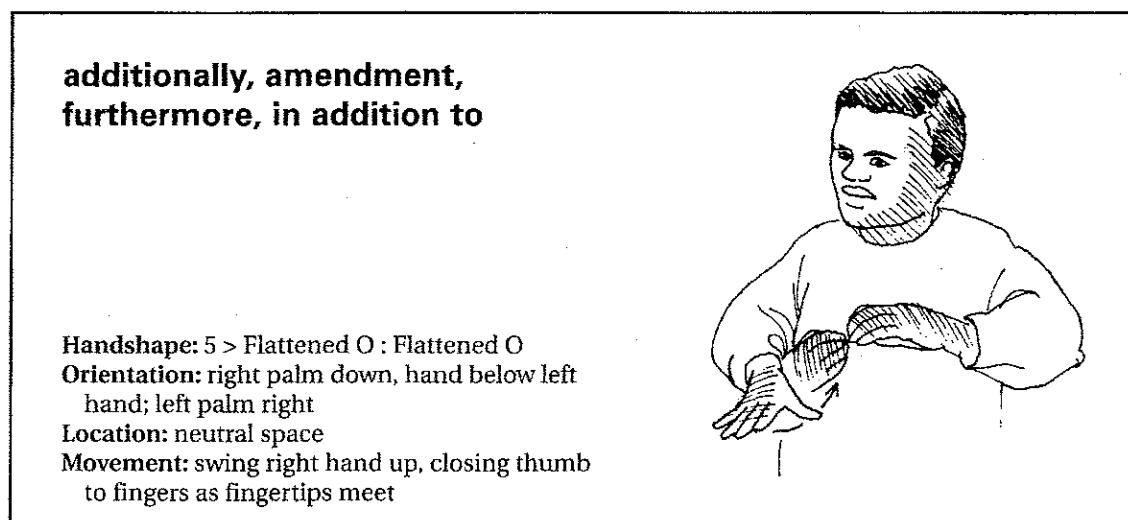 additionally, amendment,
furthermore, in addition to
Handshape: 5 > Flattened O : Flattened O
Orientation: right palm down, hand below left
hand; left palm right
Location: neutral space
Movement: swing right hand up, closing thumb
to fingers as fingertips meet